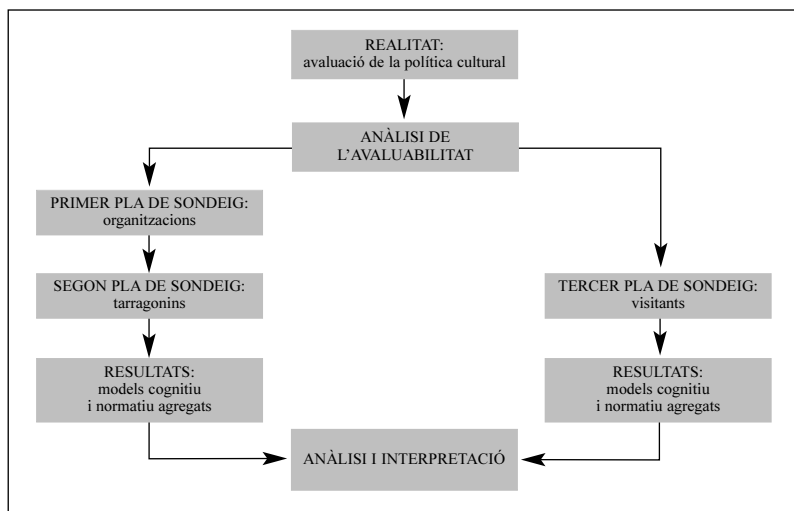 REALITAT:
avaluació de la política cultural
ANÀLISI DE
L'AVALUABILITAT
PRIMER PLA DE SONDEIG:
organitzacions
SEGON PLA DE SONDEIG:
tarragonins
TERCER PLA DE SONDEIG:
visitants
RESULTATS:
models cognitiu
i normatiu agregats
RESULTATS:
models cognitiu
i normatiu agregats
ANÀLISI I INTERPRETACIÓ